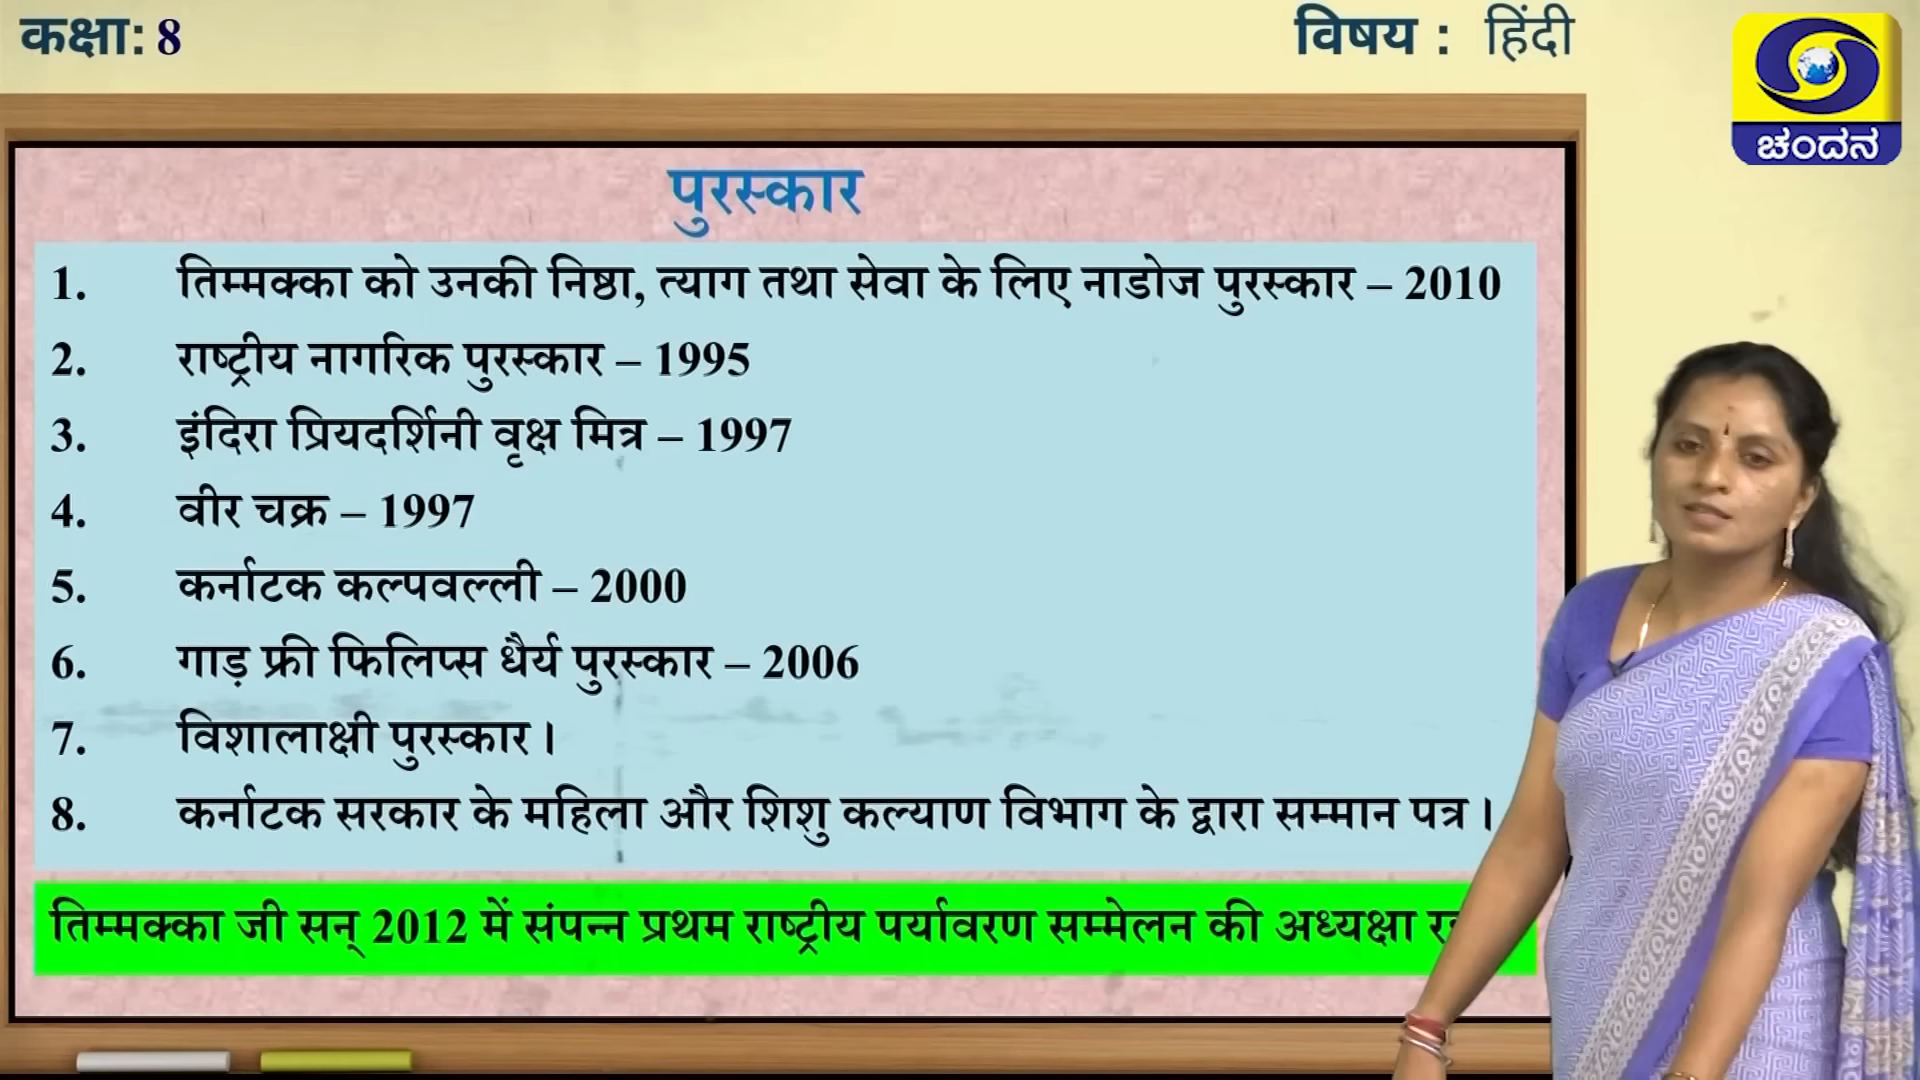 कक्षा: 8
विषय : हिंदी
ಚಂದನ
पुरस्कार
1. तिम्मक्का को उनकी निष्ठा, त्याग तथा सेवा के लिए नाडोज पुरस्कार – 2010
2. राष्ट्रीय नागरिक पुरस्कार – 1995
3. इंदिरा प्रियदर्शिनी वृक्ष मित्र – 1997
4. वीर चक्र – 1997
5. कर्नाटक कल्पवल्ली – 2000
6. गाड़ फ्री फिलिप्स धैर्य पुरस्कार – 2006
7. विशालाक्षी पुरस्कार।
8. कर्नाटक सरकार के महिला और शिशु कल्याण विभाग के द्वारा सम्मान पत्र।
तिम्मक्का जी सन् 2012 में संपन्न प्रथम राष्ट्रीय पर्यावरण सम्मेलन की अध्यक्षा